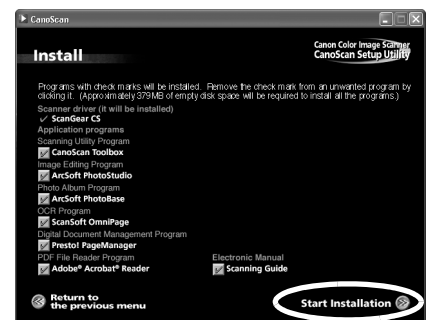 CanoScan
Install
Canon Color Image Scanner
CanoScan Setup Utility
Programs with check marks will be installed. Remove the check mark from an unwanted program by
clicking it. (Approximately 379MB of empty disk space will be required to install all the programs.)
Scanner driver (it will be installed)
ScanGear CS
Application programs
Scanning Utility Program
CanoScan Toolbox
Image Editing Program
ArcSoft PhotoStudio
Photo Album Program
ArcSoft PhotoBase
OCR Program
ScanSoft OmniPage
Digital Document Management Program
Presto! PageManager
PDF File Reader Program
Adobe® Acrobat® Reader
Electronic Manual
Scanning Guide
Return to
the previous menu
Start Installation